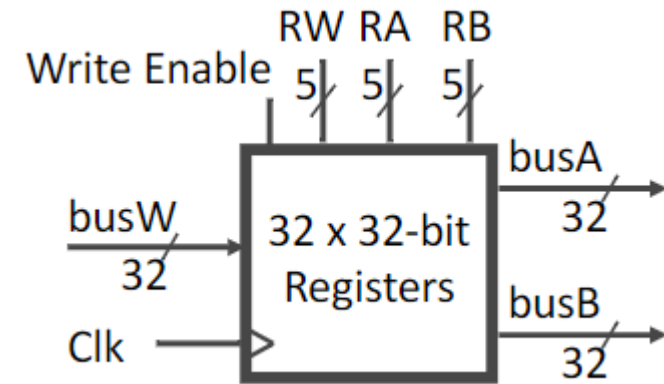 RW RA RB
Write Enable
5 5 5
busA
32
busW
32
32 x 32-bit
Registers
busB
32
Clk